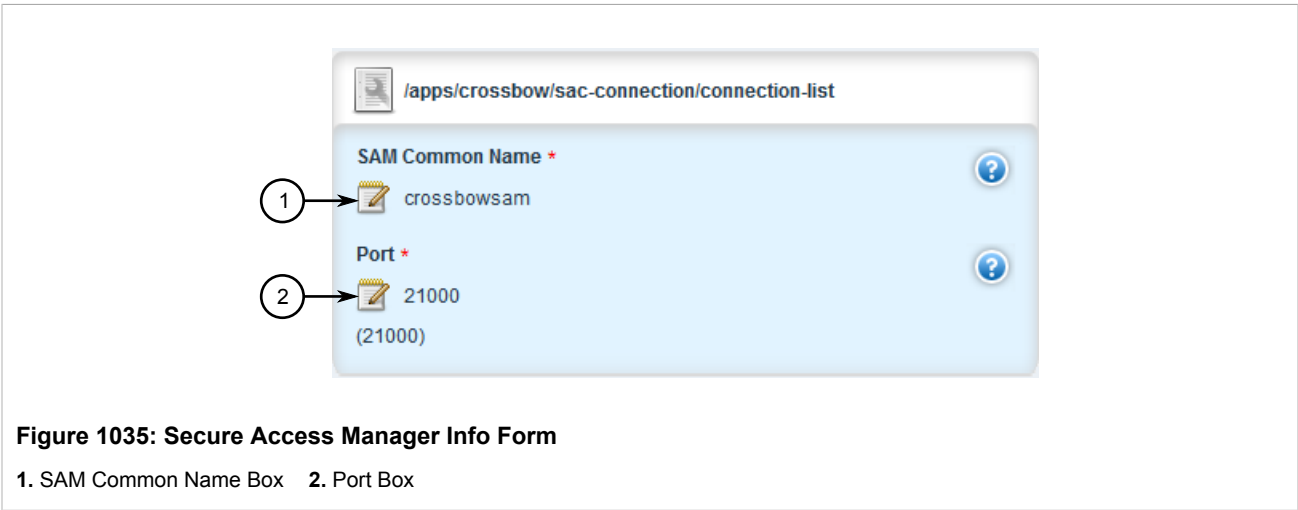 /apps/crossbow/sac-connection/connection-list
SAM Common Name *
1 crossbowsam
Port *
2 21000
(21000)
Figure 1035: Secure Access Manager Info Form
1. SAM Common Name Box 2. Port Box